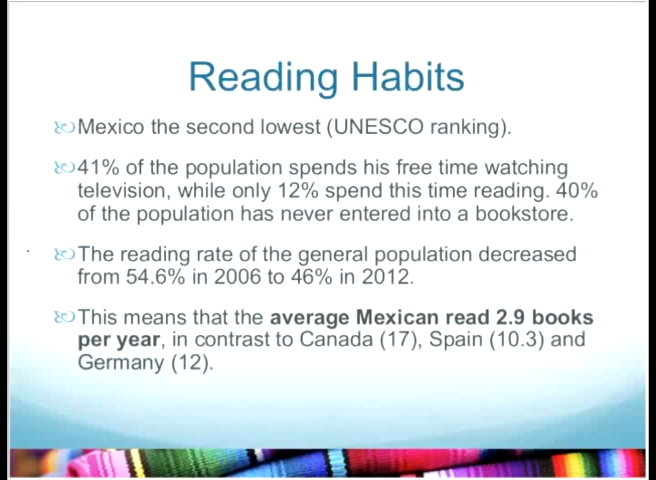 Reading Habits
Mexico the second lowest (UNESCO ranking).
41% of the population spends his free time watching
television, while only 12% spend this time reading. 40%
of the population has never entered into a bookstore.
The reading rate of the general population decreased
from 54.6% in 2006 to 46% in 2012.
This means that the average Mexican read 2.9 books
per year, in contrast to Canada (17), Spain (10.3) and
Germany (12).